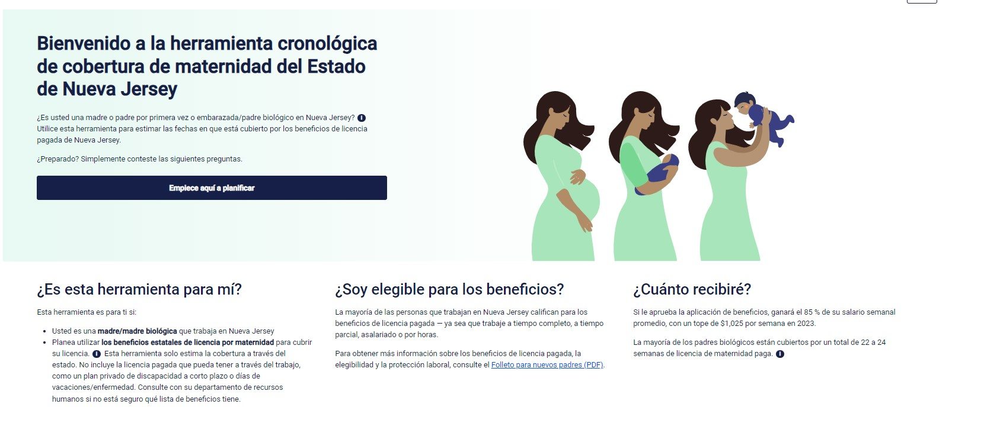 Bienvenido a la herramienta cronológica
de cobertura de maternidad del Estado
de Nueva Jersey
¿Es usted una madre o padre por primera vez o embarazada/padre biológico en Nueva Jersey?
Utilice esta herramienta para estimar las fechas en que está cubierto por los beneficios de licencia
pagada de Nueva Jersey.
¿Preparado? Simplemente conteste las siguientes preguntas.
Empiece aquí a planificar
¿Es esta herramienta para mí?
Esta herramienta es para ti si:
• Usted es una madre/madre biológica que trabaja en Nueva Jersey
• Planea utilizar los beneficios estatales de licencia por maternidad para cubrir
su licencia. Esta herramienta solo estima la cobertura a través del
estado. No incluye la licencia pagada que pueda tener a través del trabajo,
como un plan privado de discapacidad a corto plazo o días de
vacaciones/enfermedad. Consulte con su departamento de recursos
humanos si no está seguro qué lista de beneficios tiene.
¿Soy elegible para los beneficios?
La mayoría de las personas que trabajan en Nueva Jersey califican para los
beneficios de licencia pagada — ya sea que trabaje a tiempo completo, a tiempo
parcial, asalariado o por horas.
Para obtener más información sobre los beneficios de licencia pagada, la
elegibilidad y la protección laboral, consulte el Folleto para nuevos padres (PDF).
¿Cuánto recibiré?
Si le aprueba la aplicación de beneficios, ganará el 85 % de su salario semanal
promedio, con un tope de $1,025 por semana en 2023.
La mayoría de los padres biológicos están cubiertos por un total de 22 a 24
semanas de licencia de maternidad paga.